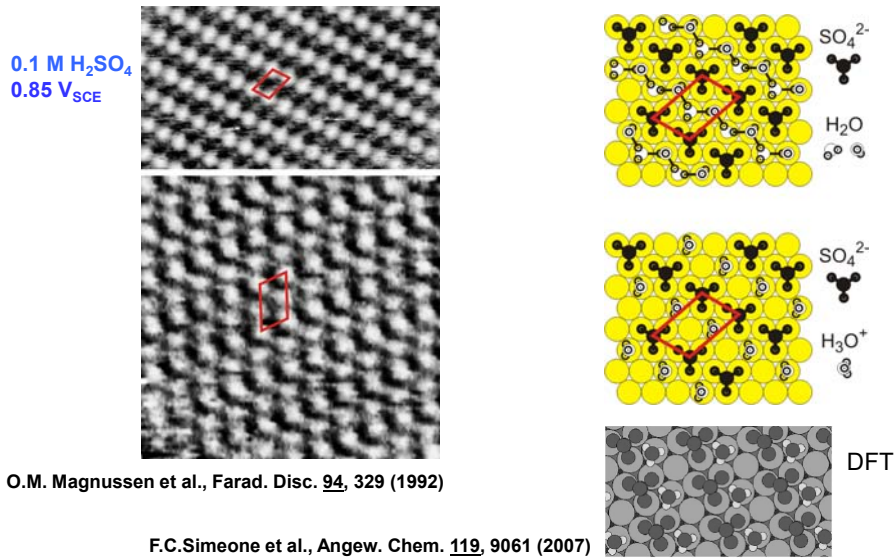 0.1 M H₂SO₄
0.85 V_SCE
SO₄²⁻
H₂O
SO₄²⁻
H₃O⁺
DFT
O.M. Magnussen et al., Farad. Disc. 94, 329 (1992)
F.C.Simeone et al., Angew. Chem. 119, 9061 (2007)